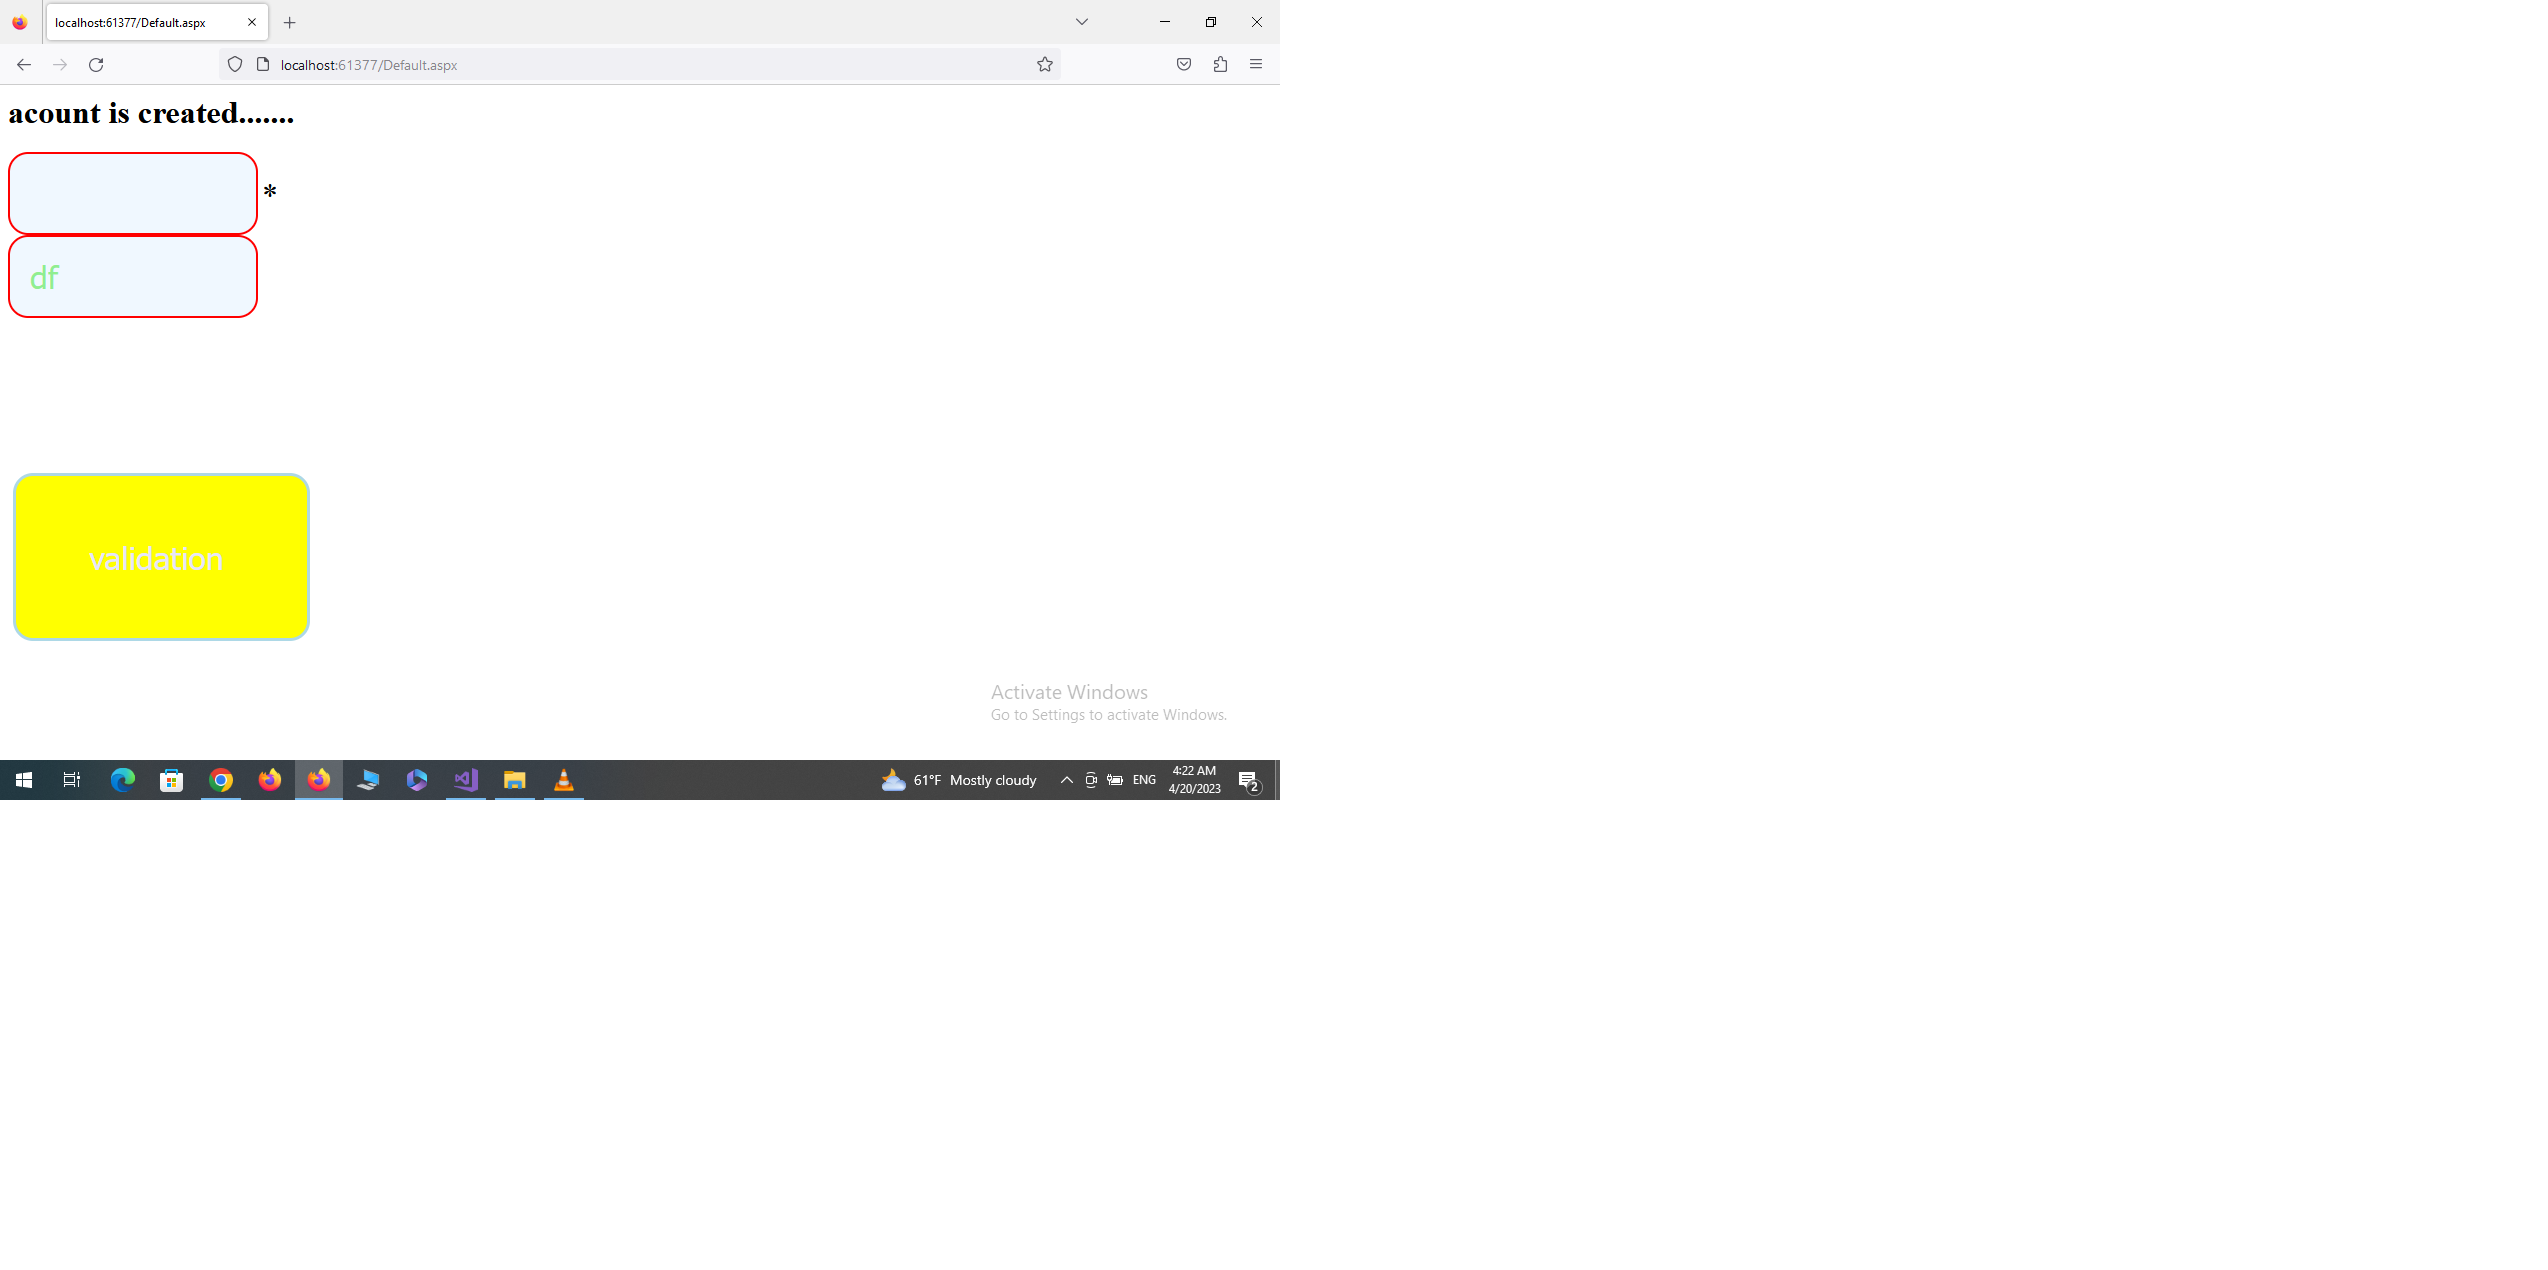 localhost:61377/Default.aspx
localhost:61377/Default.aspx
acount is created.......
*
df
validation
Activate Windows
Go to Settings to activate Windows.
61°F Mostly cloudy
ENG
4:22 AM
4/20/2023
2